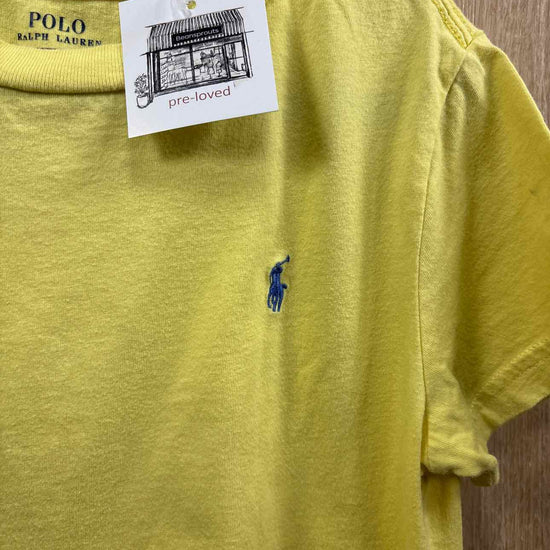 POLO
RALPH LAUREN
Beansprouts
pre-loved